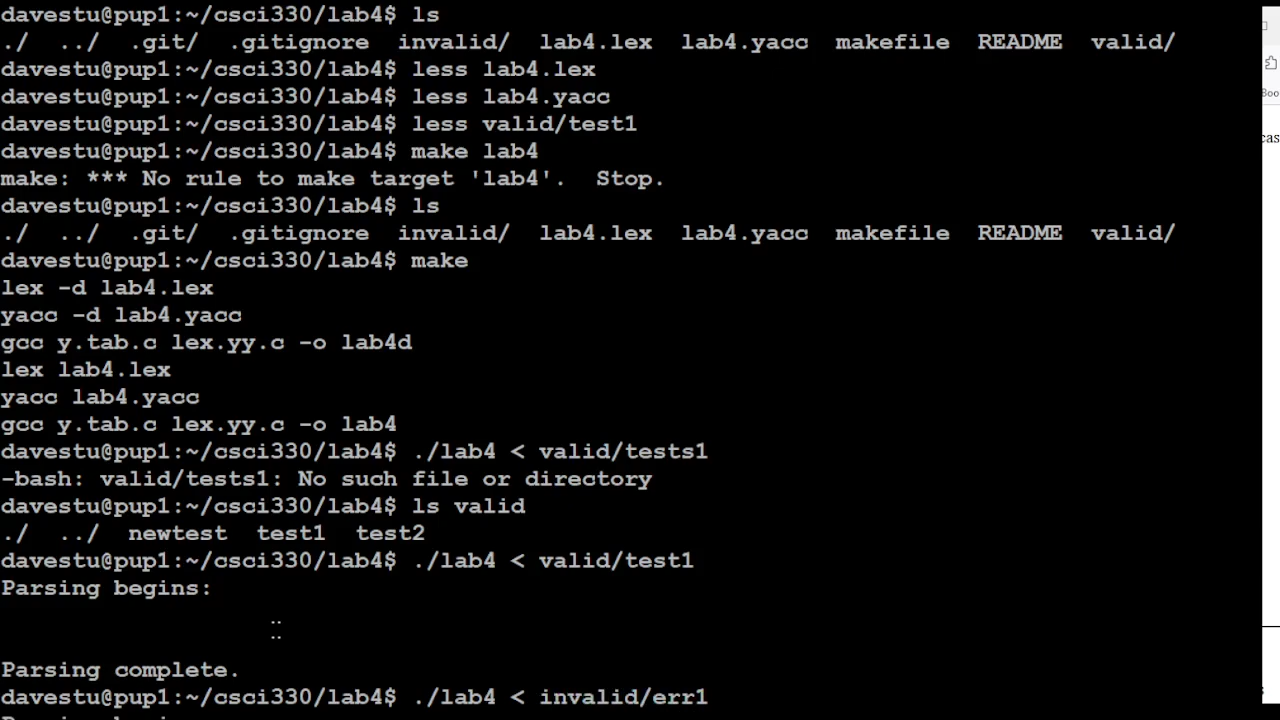 davestu@pup1:~/csci330/lab4$ ls
./  ../  .git/  .gitignore  invalid/  lab4.lex  lab4.yacc  makefile  README  valid/
davestu@pup1:~/csci330/lab4$ less lab4.lex
davestu@pup1:~/csci330/lab4$ less lab4.yacc
davestu@pup1:~/csci330/lab4$ less valid/test1
davestu@pup1:~/csci330/lab4$ make lab4
make: *** No rule to make target 'lab4'.  Stop.
davestu@pup1:~/csci330/lab4$ ls
./  ../  .git/  .gitignore  invalid/  lab4.lex  lab4.yacc  makefile  README  valid/
davestu@pup1:~/csci330/lab4$ make
lex -d lab4.lex
yacc -d lab4.yacc
gcc y.tab.c lex.yy.c -o lab4d
lex lab4.lex
yacc lab4.yacc
gcc y.tab.c lex.yy.c -o lab4
davestu@pup1:~/csci330/lab4$ ./lab4 < valid/tests1
-bash: valid/tests1: No such file or directory
davestu@pup1:~/csci330/lab4$ ls valid
./  ../  newtest  test1  test2
davestu@pup1:~/csci330/lab4$ ./lab4 < valid/test1
Parsing begins:
Parsing complete.
davestu@pup1:~/csci330/lab4$ ./lab4 < invalid/err1
Boo
cas